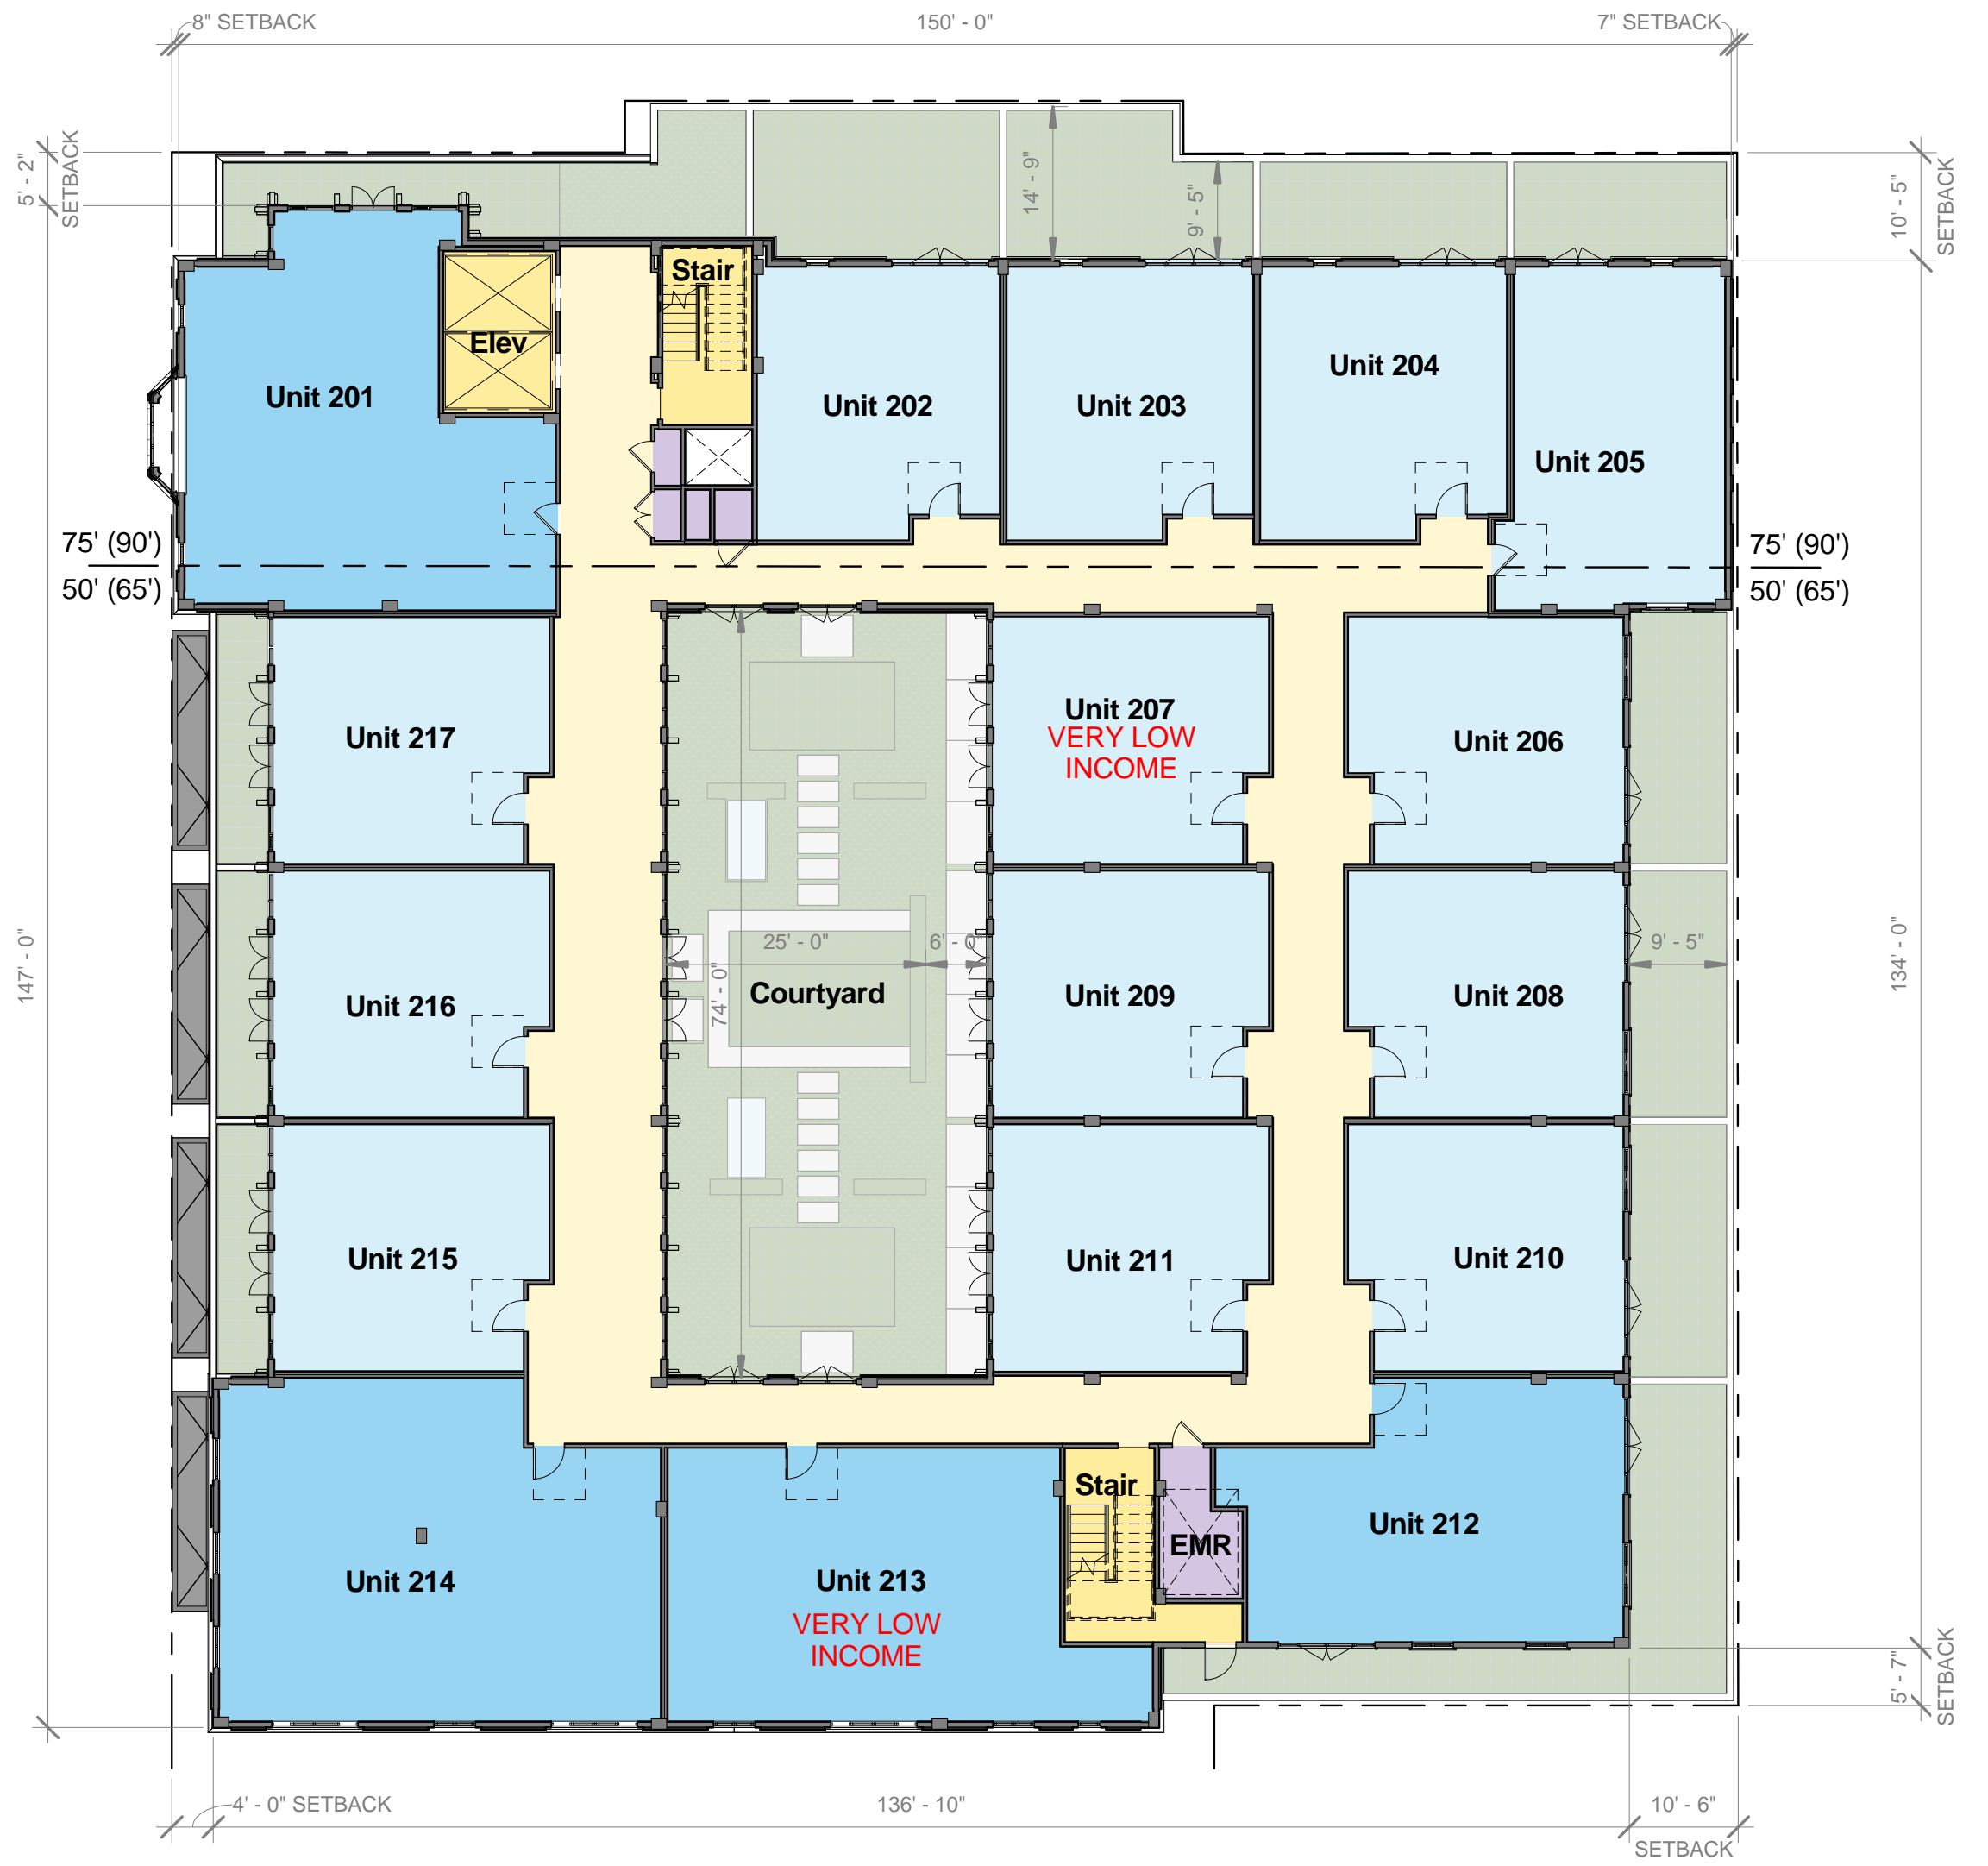 8" SETBACK
150' - 0"
7" SETBACK
5' - 2"
SETBACK
14' - 9"
9' - 5"
10' - 5"
SETBACK
Stair
Elev
Unit 201
Unit 202
Unit 203
Unit 204
Unit 205
75' (90')
50' (65')
75' (90')
50' (65')
Unit 217
Unit 207
VERY LOW
INCOME
Unit 206
147' - 0"
25' - 0"
6' - 0"
74' - 0"
9' - 5"
134' - 0"
Unit 216
Courtyard
Unit 209
Unit 208
Unit 215
Unit 211
Unit 210
Stair
EMR
Unit 212
Unit 214
Unit 213
VERY LOW
INCOME
5' - 7"
SETBACK
4' - 0" SETBACK
136' - 10"
10' - 6"
SETBACK